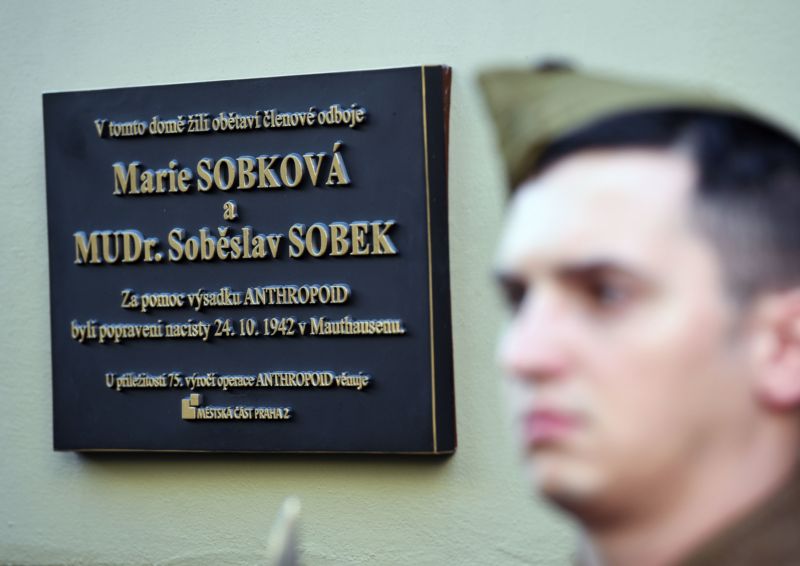 V tomto domě žili obětaví členové odboje
Marie SOBKOVÁ
a
MUDr. Soběslav SOBEK
Za pomoc výsadku ANTHROPOID
byli popraveni nacisty 24. 10. 1942 v Mauthausenu.
U příležitosti 75. výročí operace ANTHROPOID věnuje
MĚSTSKÁ ČÁST PRAHA 2